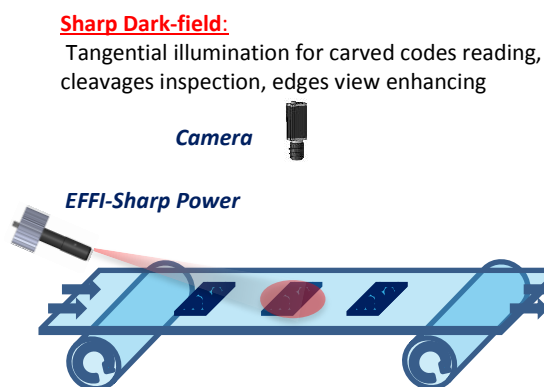 Sharp Dark-field:
Tangential illumination for carved codes reading,
cleavages inspection, edges view enhancing
Camera
EFFI-Sharp Power